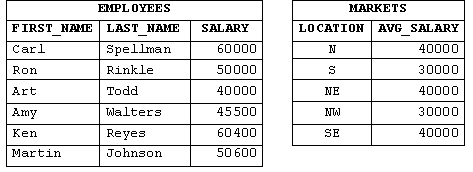 EMPLOYEES
FIRST_NAME LAST_NAME SALARY
Carl Spellman 60000
Ron Rinkle 50000
Art Todd 40000
Amy Walters 45500
Ken Reyes 60400
Martin Johnson 50600
MARKETS
LOCATION AVG_SALARY
N 40000
S 30000
NE 40000
NW 30000
SE 40000